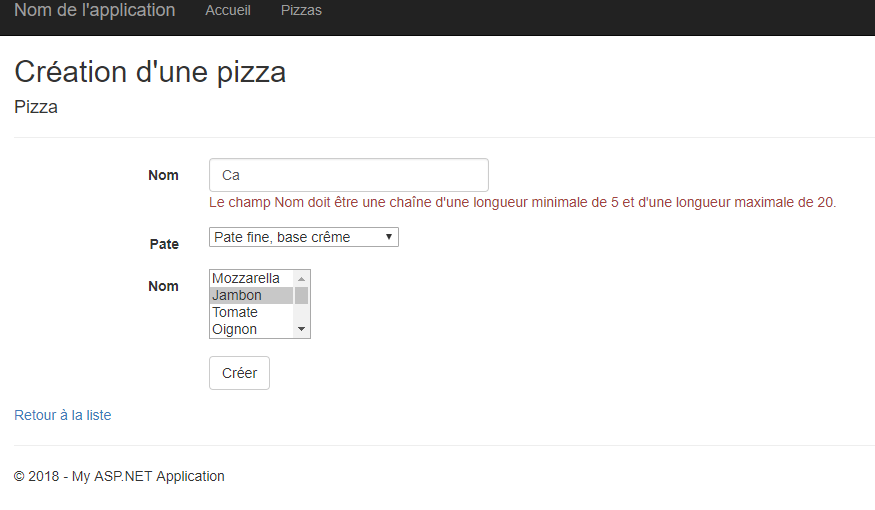 Nom de l'application Accueil Pizzas
Création d'une pizza
Pizza
Nom Ca
Le champ Nom doit être une chaîne d'une longueur minimale de 5 et d'une longueur maximale de 20.
Pate Pate fine, base crême
Nom Mozzarella
Jambon
Tomate
Oignon
Créer
Retour à la liste
© 2018 - My ASP.NET Application